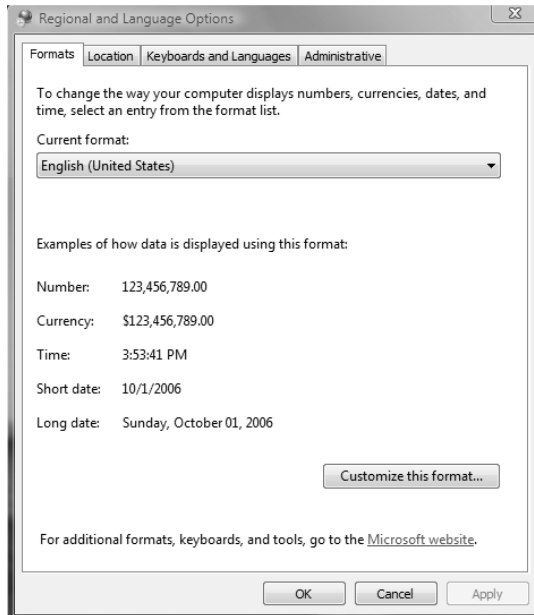 Regional and Language Options
Formats Location Keyboards and Languages Administrative
To change the way your computer displays numbers, currencies, dates, and
time, select an entry from the format list.
Current format:
English (United States)
Examples of how data is displayed using this format:
Number: 123,456,789.00
Currency: $123,456,789.00
Time: 3:53:41 PM
Short date: 10/1/2006
Long date: Sunday, October 01, 2006
Customize this format...
For additional formats, keyboards, and tools, go to the Microsoft website.
OK Cancel Apply